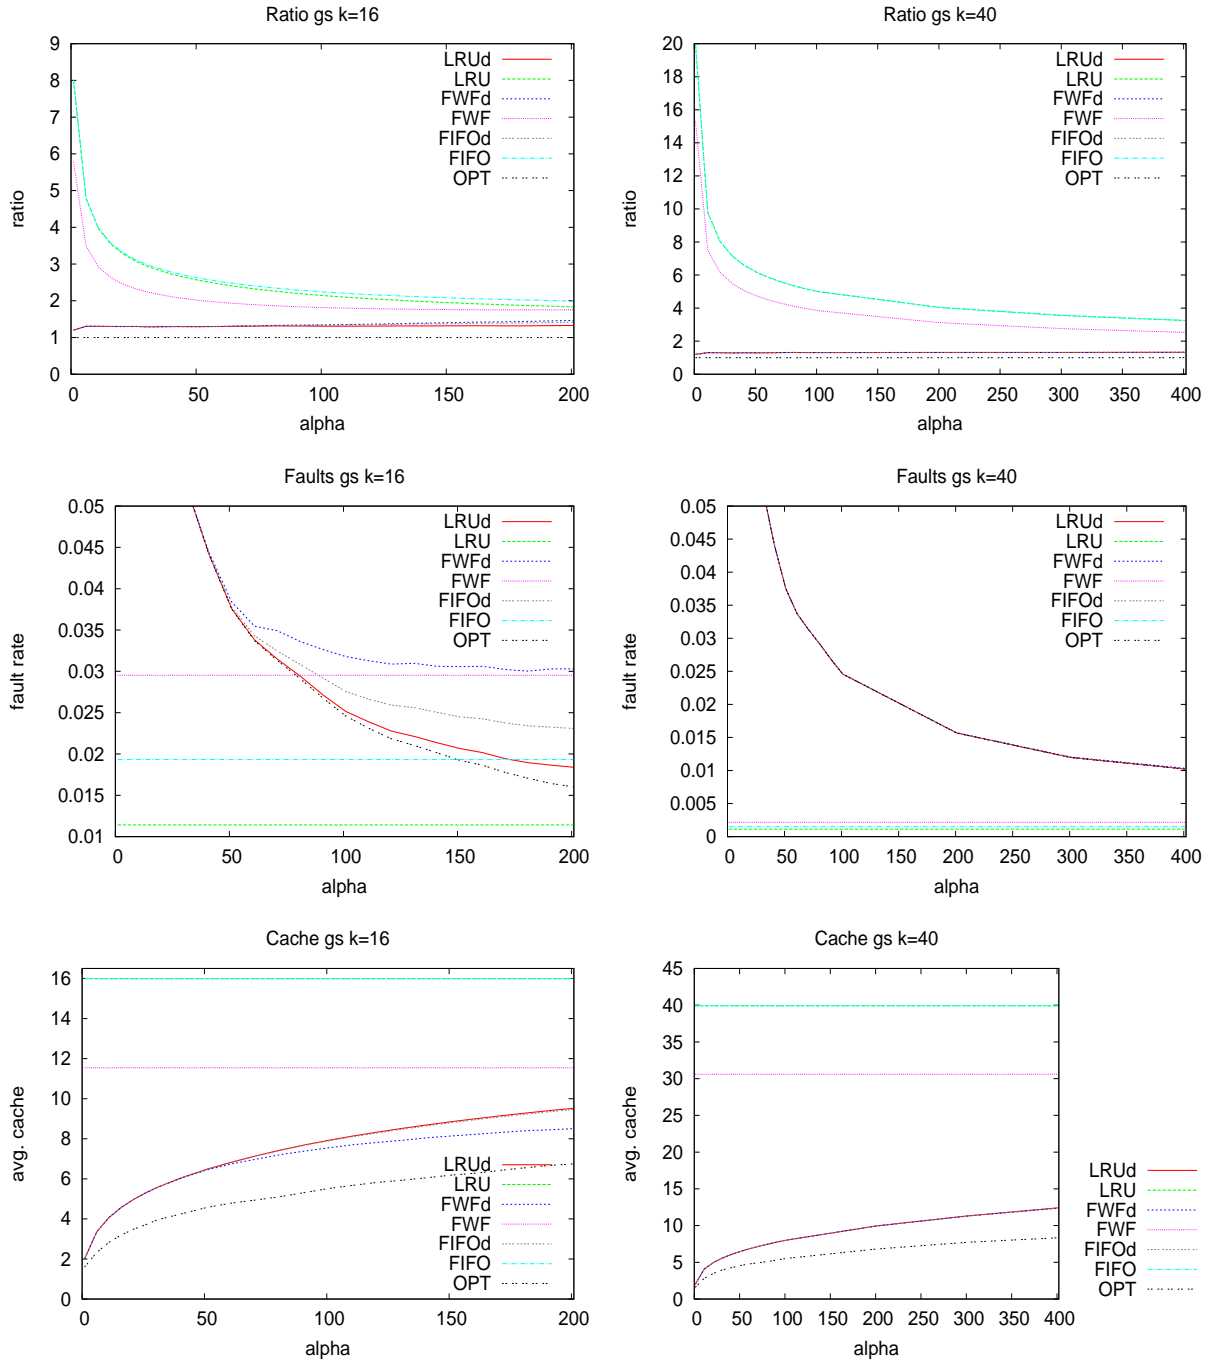 Ratio gs k=16
9
8
7
6
5
4
3
2
1
0
ratio
0 50 100 150 200
alpha
LRUd
LRU
FWFd
FWF
FIFOd
FIFO
OPT
Ratio gs k=40
20
18
16
14
12
10
8
6
4
2
0
ratio
0 50 100 150 200 250 300 350 400
alpha
LRUd
LRU
FWFd
FWF
FIFOd
FIFO
OPT
Faults gs k=16
0.05
0.045
0.04
0.035
0.03
0.025
0.02
0.015
0.01
fault rate
0 50 100 150 200
alpha
LRUd
LRU
FWFd
FWF
FIFOd
FIFO
OPT
Faults gs k=40
0.05
0.045
0.04
0.035
0.03
0.025
0.02
0.015
0.01
0.005
0
fault rate
0 50 100 150 200 250 300 350 400
alpha
LRUd
LRU
FWFd
FWF
FIFOd
FIFO
OPT
Cache gs k=16
16
14
12
10
8
6
4
2
0
avg. cache
0 50 100 150 200
alpha
LRUd
LRU
FWFd
FWF
FIFOd
FIFO
OPT
Cache gs k=40
45
40
35
30
25
20
15
10
5
0
avg. cache
0 50 100 150 200 250 300 350 400
alpha
LRUd
LRU
FWFd
FWF
FIFOd
FIFO
OPT